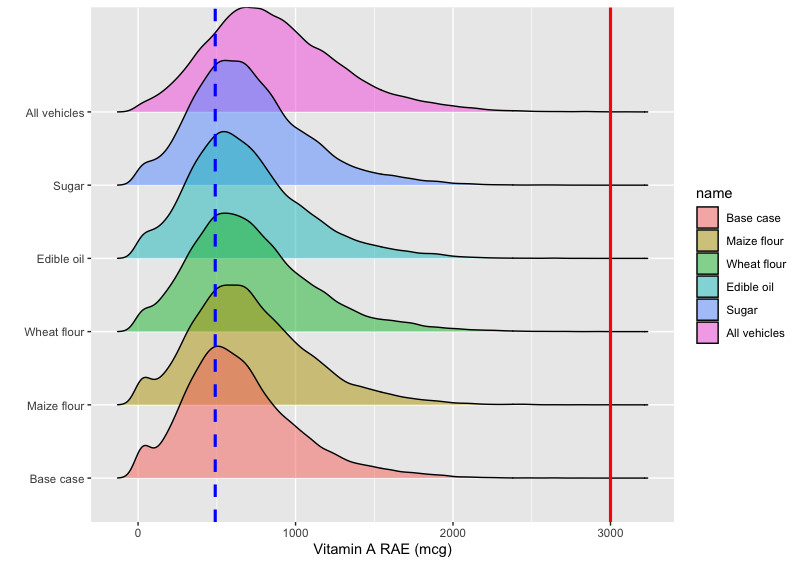 All vehicles
Sugar
Edible oil
Wheat flour
Maize flour
Base case
0
1000
2000
3000
Vitamin A RAE (mcg)
name
Base case
Maize flour
Wheat flour
Edible oil
Sugar
All vehicles